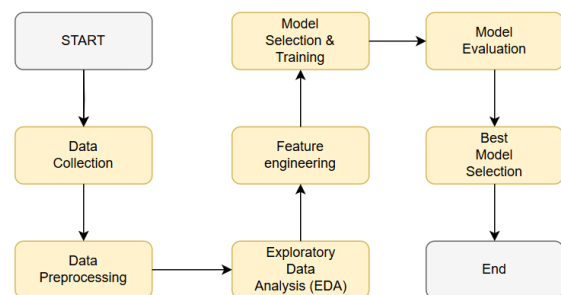 START
Data
Collection
Data
Preprocessing
Exploratory
Data
Analysis (EDA)
Feature
engineering
Model
Selection &
Training
Model
Evaluation
Best
Model
Selection
End